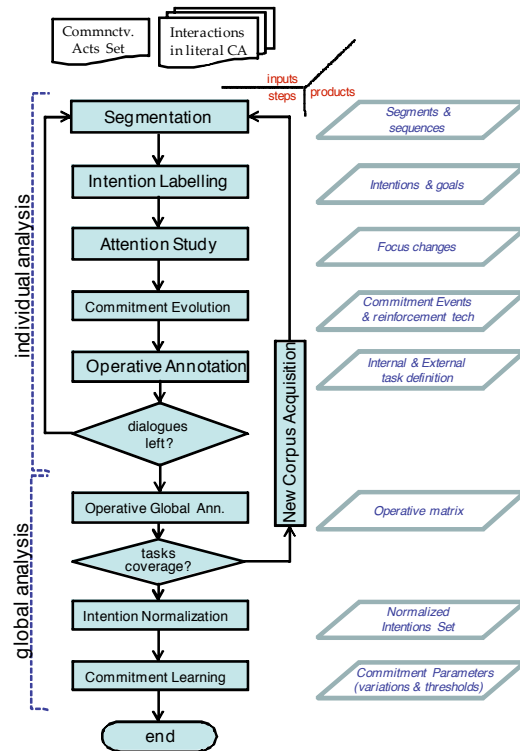 Commnctv.
Acts Set
Interactions
in literal CA
inputs
steps
products
individual analysis
Segmentation
Segments &
sequences
Intention Labelling
Intentions & goals
Attention Study
Focus changes
Commitment Evolution
Commitment Events
& reinforcement tech
Operative Annotation
Internal & External
task definition
New Corpus Acquisition
dialogues
left?
global analysis
Operative Global Ann.
Operative matrix
tasks
coverage?
Intention Normalization
Normalized
Intentions Set
Commitment Learning
Commitment Parameters
(variations & thresholds)
end